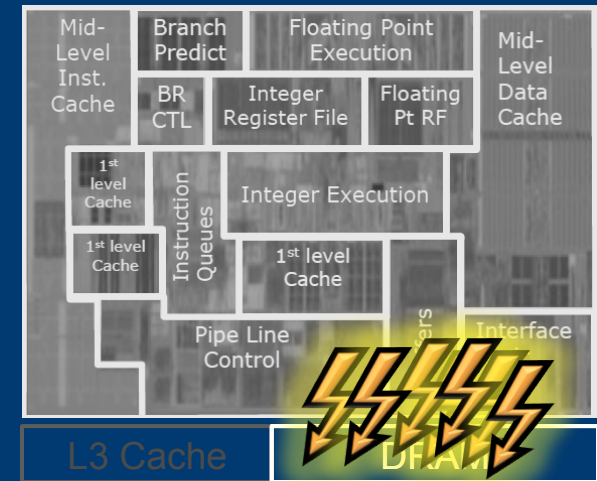 Mid-
Level
Inst.
Cache
Branch
Predict
Floating Point
Execution
Mid-
Level
Data
Cache
BR
CTL
Integer
Register File
Floating
Pt RF
1st
level
Cache
Instruction
Queues
Integer Execution
1st level
Cache
1st level
Cache
Pipe Line
Control
Interface
L3 Cache
DRAM